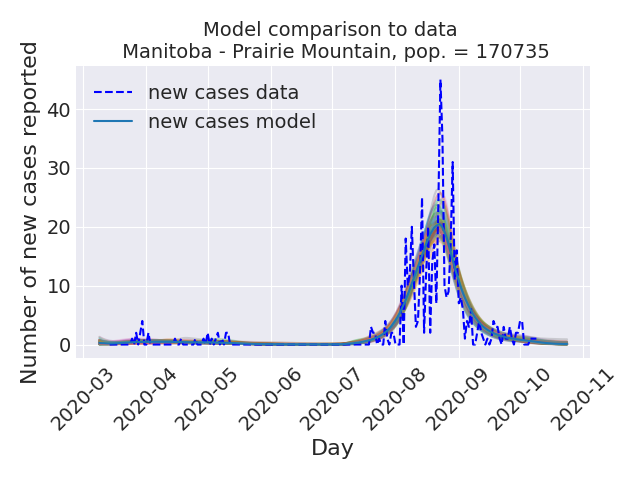 Model comparison to data
Manitoba - Prairie Mountain, pop. = 170735
Number of new cases reported
new cases data
new cases model
40
30
20
10
0
2020-03
2020-04
2020-05
2020-06
2020-07
2020-08
2020-09
2020-10
2020-11
Day